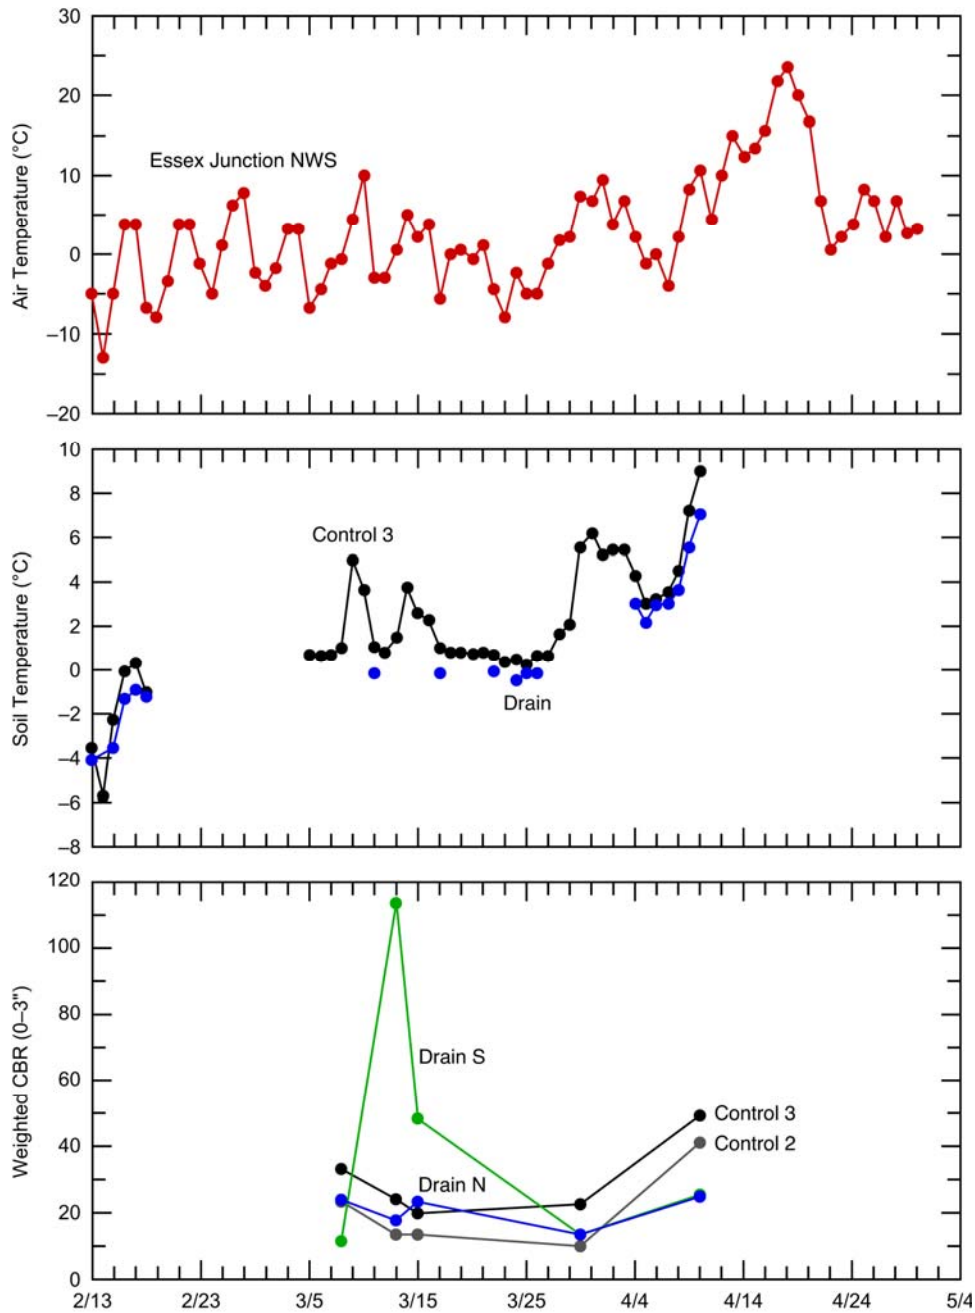 30
20
10
0
–10
–20
Air Temperature (°C)
Essex Junction NWS
10
8
6
4
2
0
–2
–4
–6
–8
Soil Temperature (°C)
Control 3
Drain
120
100
80
60
40
20
0
Weighted CBR (0–3")
Drain S
Drain N
Control 3
Control 2
2/13 2/23 3/5 3/15 3/25 4/4 4/14 4/24 5/4